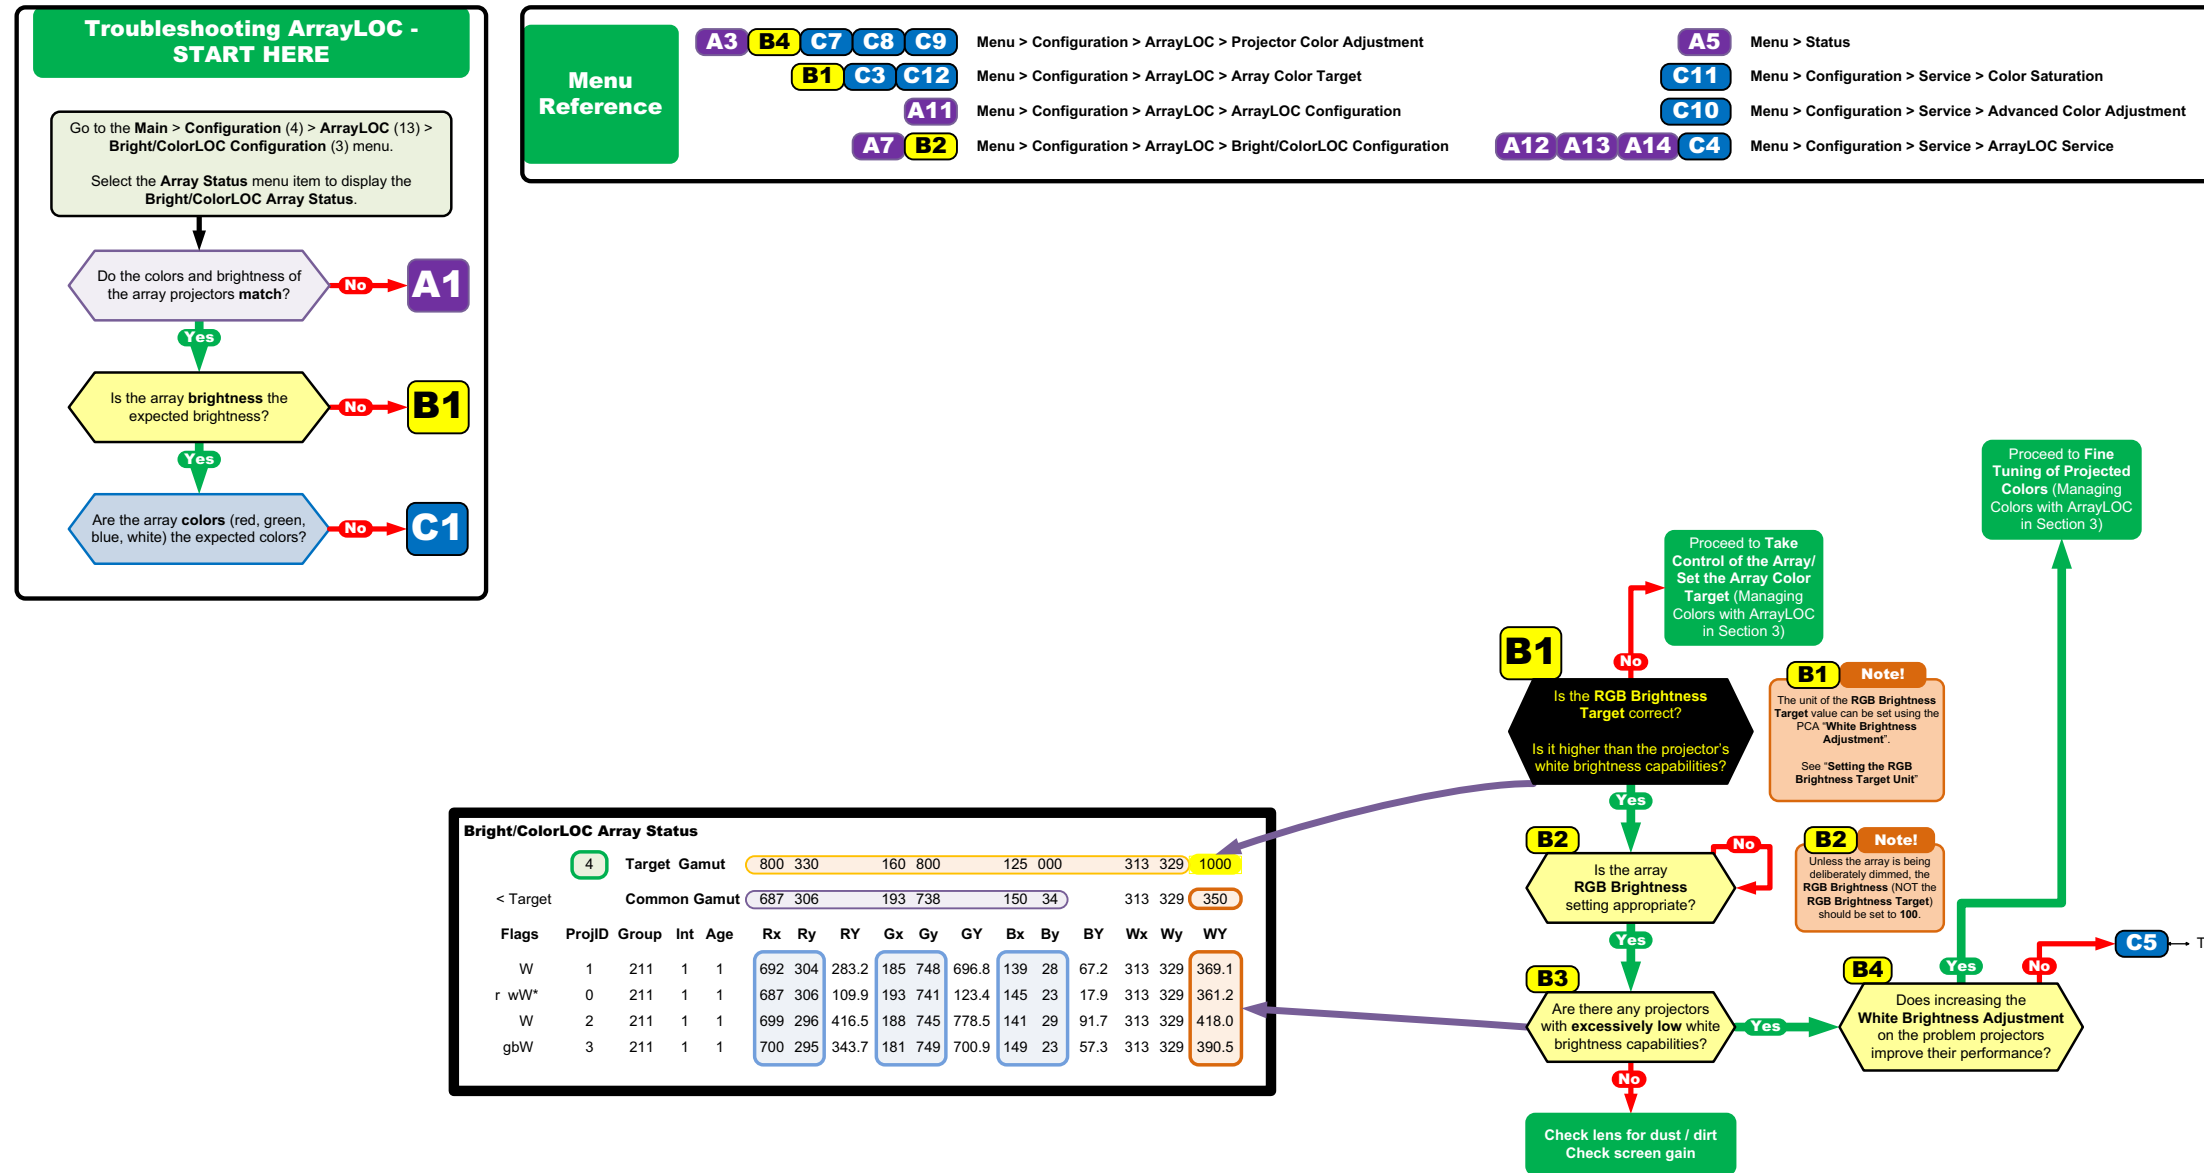 Troubleshooting ArrayLOC -
START HERE
Go to the Main > Configuration (4) > ArrayLOC (13) >
Bright/ColorLOC Configuration (3) menu.
Select the Array Status menu item to display the
Bright/ColorLOC Array Status.
Do the colors and brightness of
the array projectors match?
No
A1
Yes
Is the array brightness the
expected brightness?
No
B1
Yes
Are the array colors (red, green,
blue, white) the expected colors?
No
C1
Menu
Reference
A3 B4 C7 C8 C9 Menu > Configuration > ArrayLOC > Projector Color Adjustment
B1 C3 C12 Menu > Configuration > ArrayLOC > Array Color Target
A11 Menu > Configuration > ArrayLOC > ArrayLOC Configuration
A7 B2 Menu > Configuration > ArrayLOC > Bright/ColorLOC Configuration
A5 Menu > Status
C11 Menu > Configuration > Service > Color Saturation
C10 Menu > Configuration > Service > Advanced Color Adjustment
A12 A13 A14 C4 Menu > Configuration > Service > ArrayLOC Service
Proceed to Fine
Tuning of Projected
Colors (Managing
Colors with ArrayLOC
in Section 3)
Proceed to Take
Control of the Array/
Set the Array Color
Target (Managing
Colors with ArrayLOC
in Section 3)
B1
No
Is the RGB Brightness
Target correct?
Is it higher than the projector's
white brightness capabilities?
B1 Note!
The unit of the RGB Brightness
Target value can be set using the
PCA "White Brightness
Adjustment".
See "Setting the RGB
Brightness Target Unit"
Yes
B2
No
Is the array
RGB Brightness
setting appropriate?
B2 Note!
Unless the array is being
deliberately dimmed, the
RGB Brightness (NOT the
RGB Brightness Target)
should be set to 100.
Yes
B3
Are there any projectors
with excessively low white
brightness capabilities?
Yes
B4
Does increasing the
White Brightness Adjustment
on the problem projectors
improve their performance?
Yes
No
C5 T
No
Check lens for dust / dirt
Check screen gain
Bright/ColorLOC Array Status
4 Target Gamut 800 330 160 800 125 000 313 329 1000
< Target Common Gamut 687 306 193 738 150 34 313 329 350
Flags ProjID Group Int Age Rx Ry RY Gx Gy GY Bx By BY Wx Wy WY
W 1 211 1 1 692 304 283.2 185 748 696.8 139 28 67.2 313 329 369.1
r wW* 0 211 1 1 687 306 109.9 193 741 123.4 145 23 17.9 313 329 361.2
W 2 211 1 1 699 296 416.5 188 745 778.5 141 29 91.7 313 329 418.0
gbW 3 211 1 1 700 295 343.7 181 749 700.9 149 23 57.3 313 329 390.5